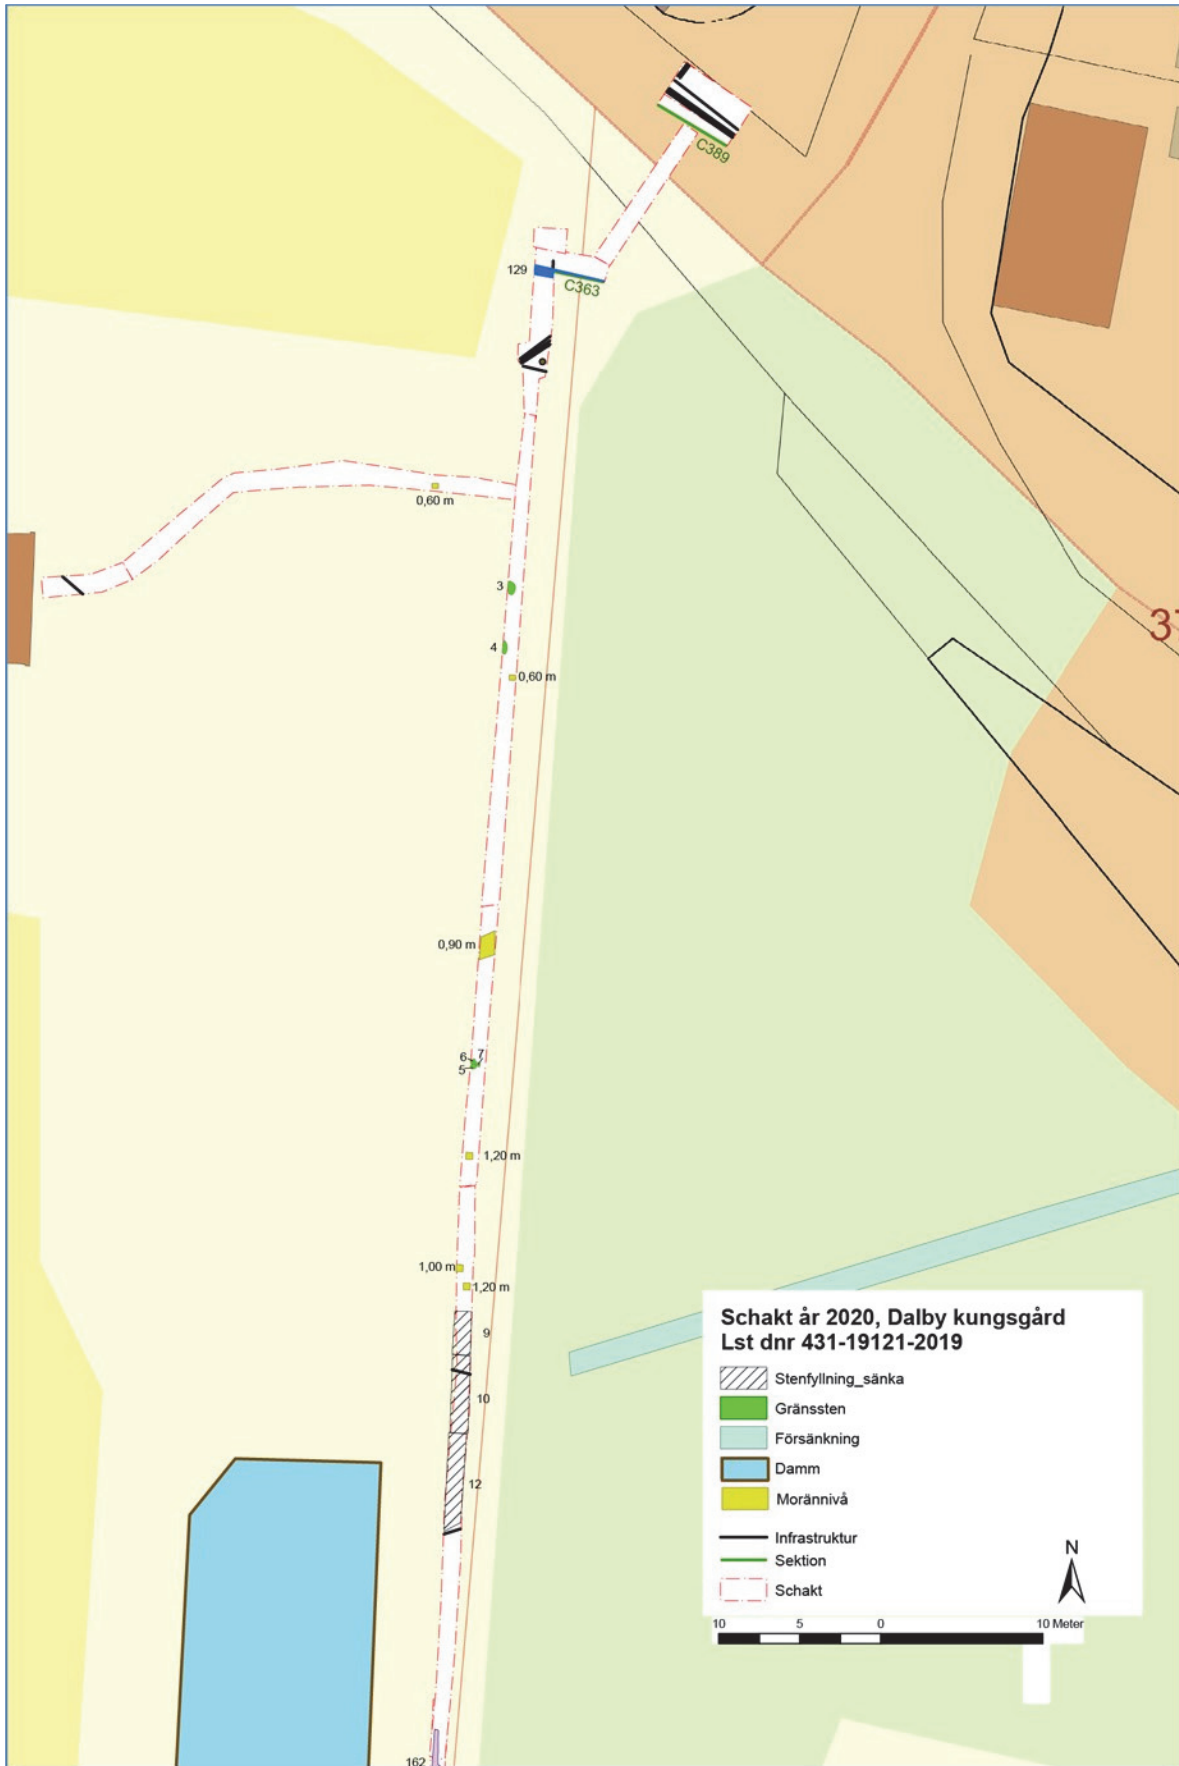 C389
129
C363
0,60 m
3
4
0,60 m
37
0,90 m
6 7
5
1,20 m
1,00 m
1,20 m
9
10
12
162
Schakt år 2020, Dalby kungsgård
Lst dnr 431-19121-2019
Stenfyllning_sänka
Gränssten
Försänkning
Damm
Morännivå
Infrastruktur
Sektion
Schakt
N
10 5 0 10 Meter